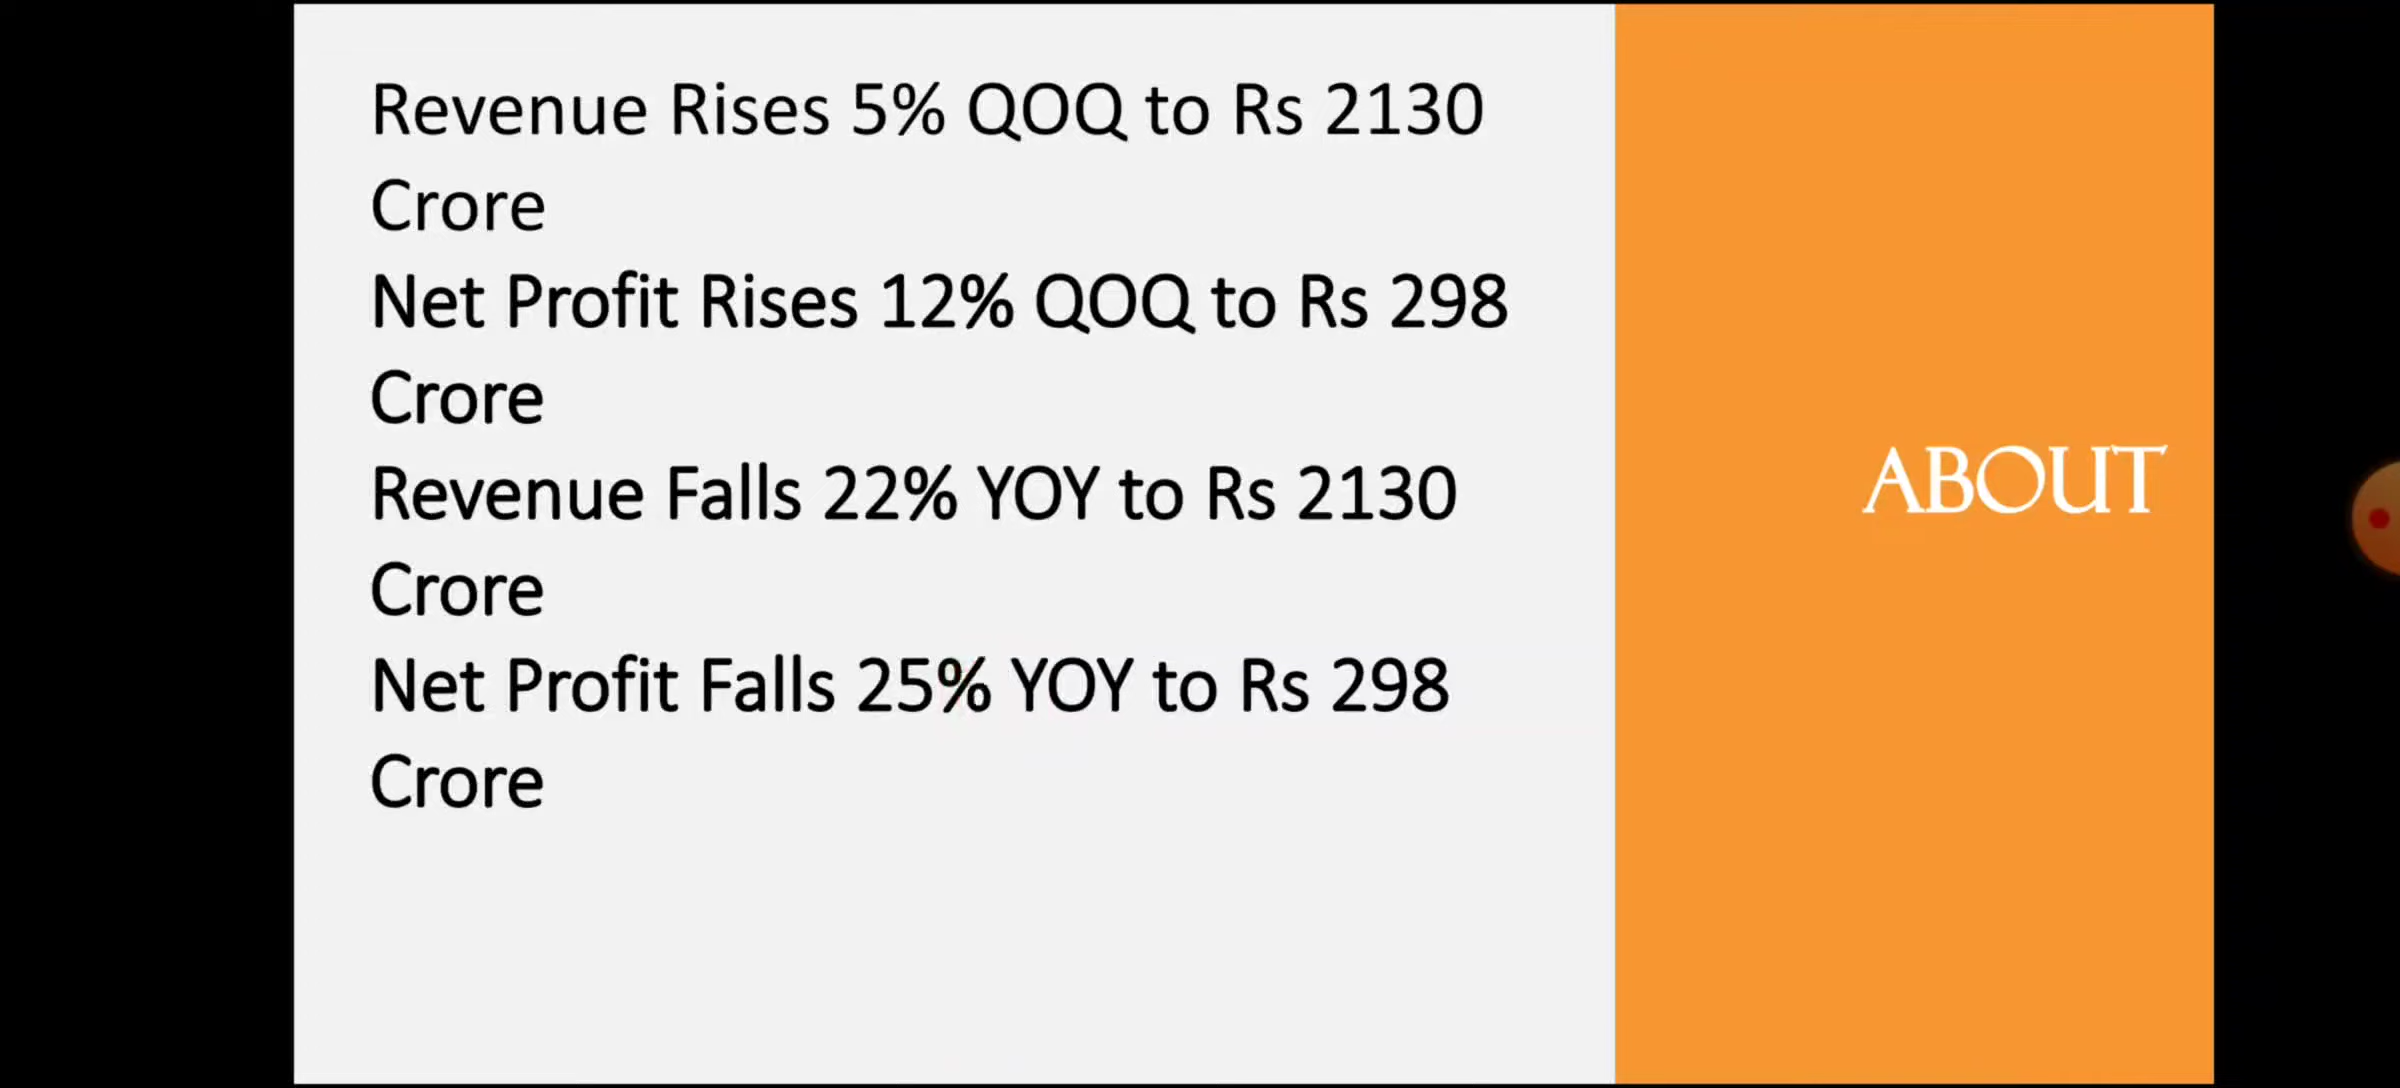 Revenue Rises 5% QOQ to Rs 2130
Crore
Net Profit Rises 12% QOQ to Rs 298
Crore
Revenue Falls 22% YOY to Rs 2130
Crore
Net Profit Falls 25% YOY to Rs 298
Crore
ABOUT